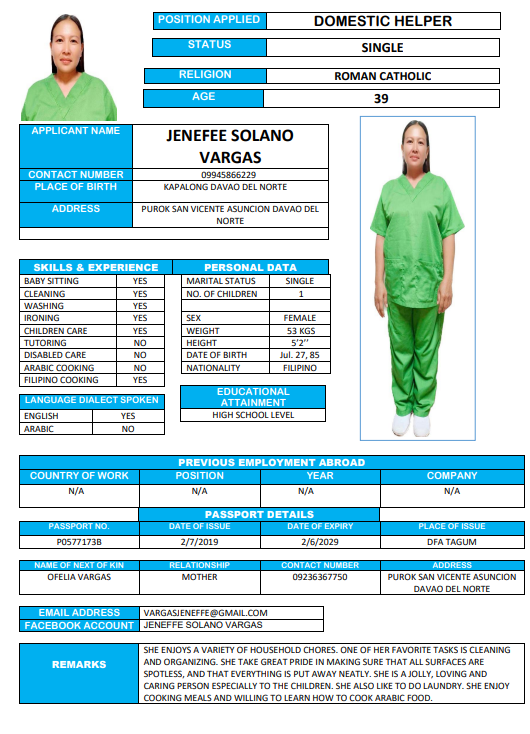 POSITION APPLIED DOMESTIC HELPER
STATUS SINGLE
RELIGION ROMAN CATHOLIC
AGE 39
APPLICANT NAME JENEFEE SOLANO
VARGAS
CONTACT NUMBER 09945866229
PLACE OF BIRTH KAPALONG DAVAO DEL NORTE
ADDRESS PUROK SAN VICENTE ASUNCION DAVAO DEL
NORTE
SKILLS & EXPERIENCE
BABY SITTING YES
CLEANING YES
WASHING YES
IRONING YES
CHILDREN CARE YES
TUTORING NO
DISABLED CARE NO
ARABIC COOKING NO
FILIPINO COOKING YES
PERSONAL DATA
MARITAL STATUS SINGLE
NO. OF CHILDREN 1
SEX FEMALE
WEIGHT 53 KGS
HEIGHT 5'2''
DATE OF BIRTH Jul. 27, 85
NATIONALITY FILIPINO
LANGUAGE DIALECT SPOKEN
ENGLISH YES
ARABIC NO
EDUCATIONAL
ATTAINMENT
HIGH SCHOOL LEVEL
PREVIOUS EMPLOYMENT ABROAD
COUNTRY OF WORK POSITION YEAR COMPANY
N/A N/A N/A N/A
PASSPORT DETAILS
PASSPORT NO. DATE OF ISSUE DATE OF EXPIRY PLACE OF ISSUE
P0577173B 2/7/2019 2/6/2029 DFA TAGUM
NAME OF NEXT OF KIN RELATIONSHIP CONTACT NUMBER ADDRESS
OFELIA VARGAS MOTHER 09236367750 PUROK SAN VICENTE ASUNCION
DAVAO DEL NORTE
EMAIL ADDRESS VARGASJENEFFE@GMAIL.COM
FACEBOOK ACCOUNT JENEFFE SOLANO VARGAS
REMARKS
SHE ENJOYS A VARIETY OF HOUSEHOLD CHORES. ONE OF HER FAVORITE TASKS IS CLEANING
AND ORGANIZING. SHE TAKE GREAT PRIDE IN MAKING SURE THAT ALL SURFACES ARE
SPOTLESS, AND THAT EVERYTHING IS PUT AWAY NEATLY. SHE IS A JOLLY, LOVING AND
CARING PERSON ESPECIALLY TO THE CHILDREN. SHE ALSO LIKE TO DO LAUNDRY. SHE ENJOY
COOKING MEALS AND WILLING TO LEARN HOW TO COOK ARABIC FOOD.